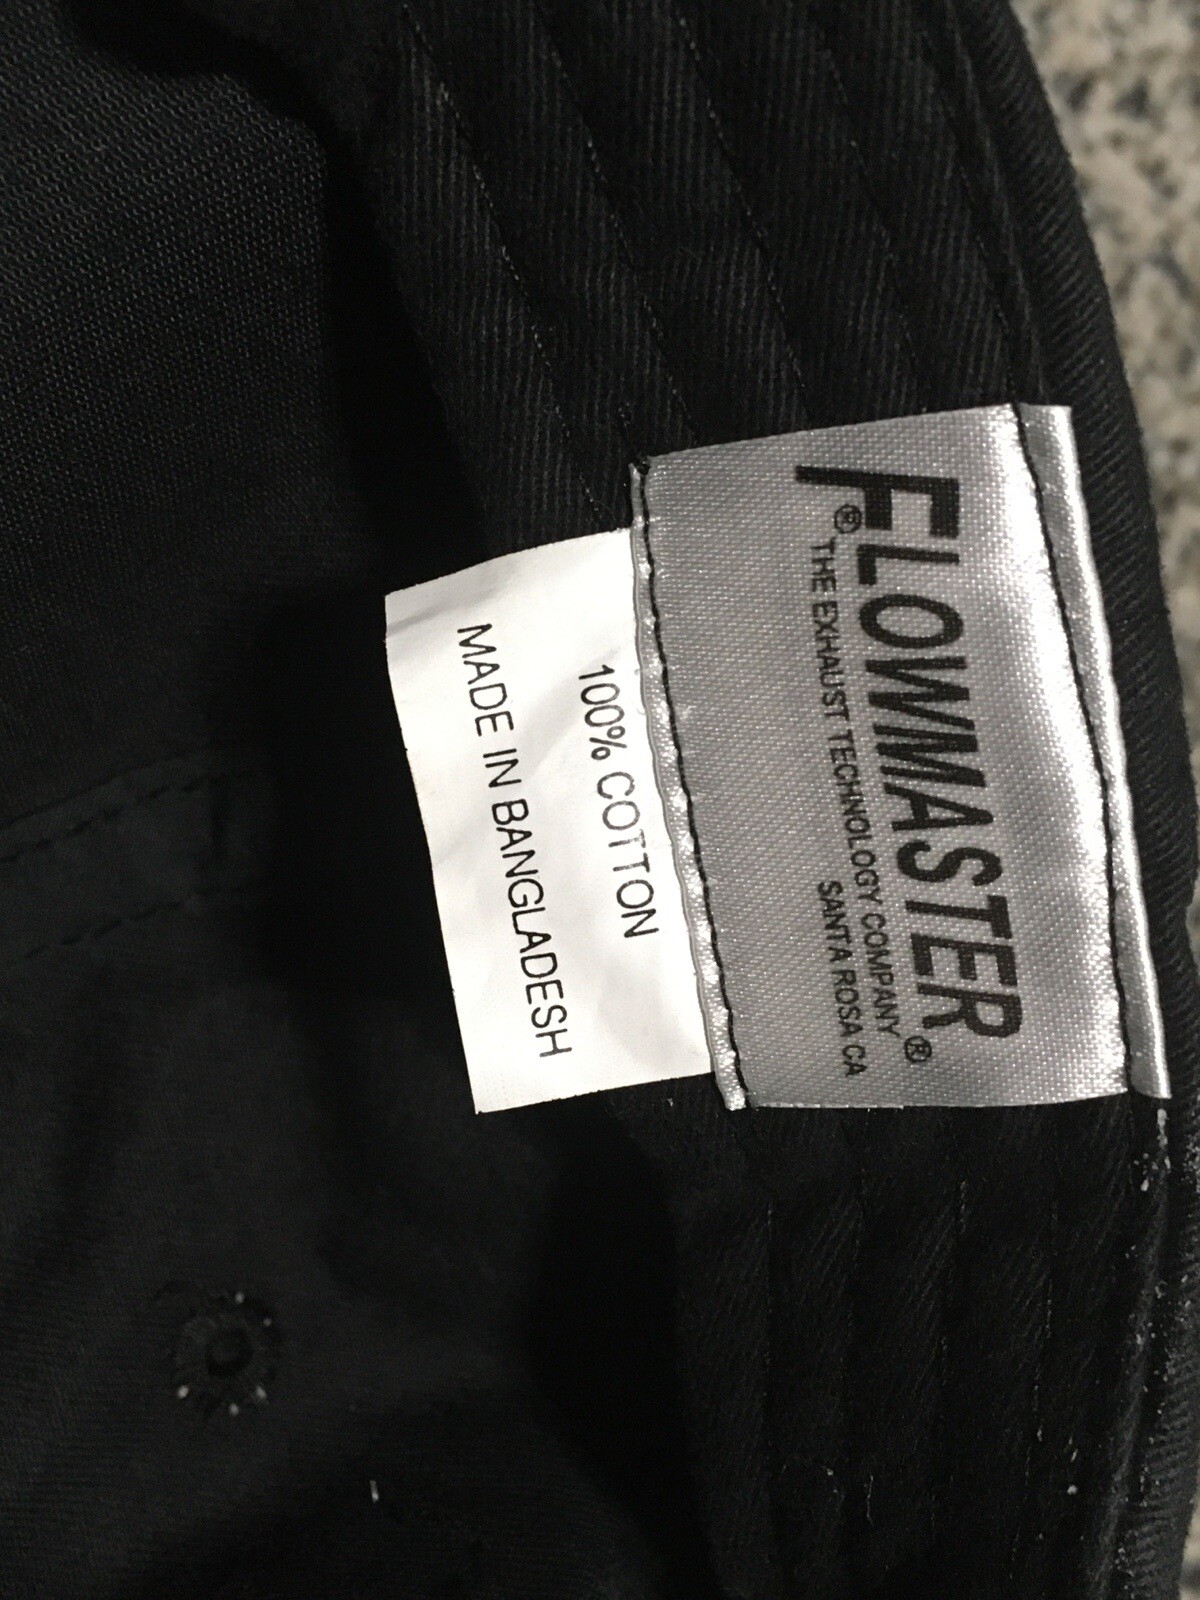 FLOWMASTER®
® THE EXHAUST TECHNOLOGY COMPANY
SANTA ROSA CA
100% COTTON
MADE IN BANGLADESH